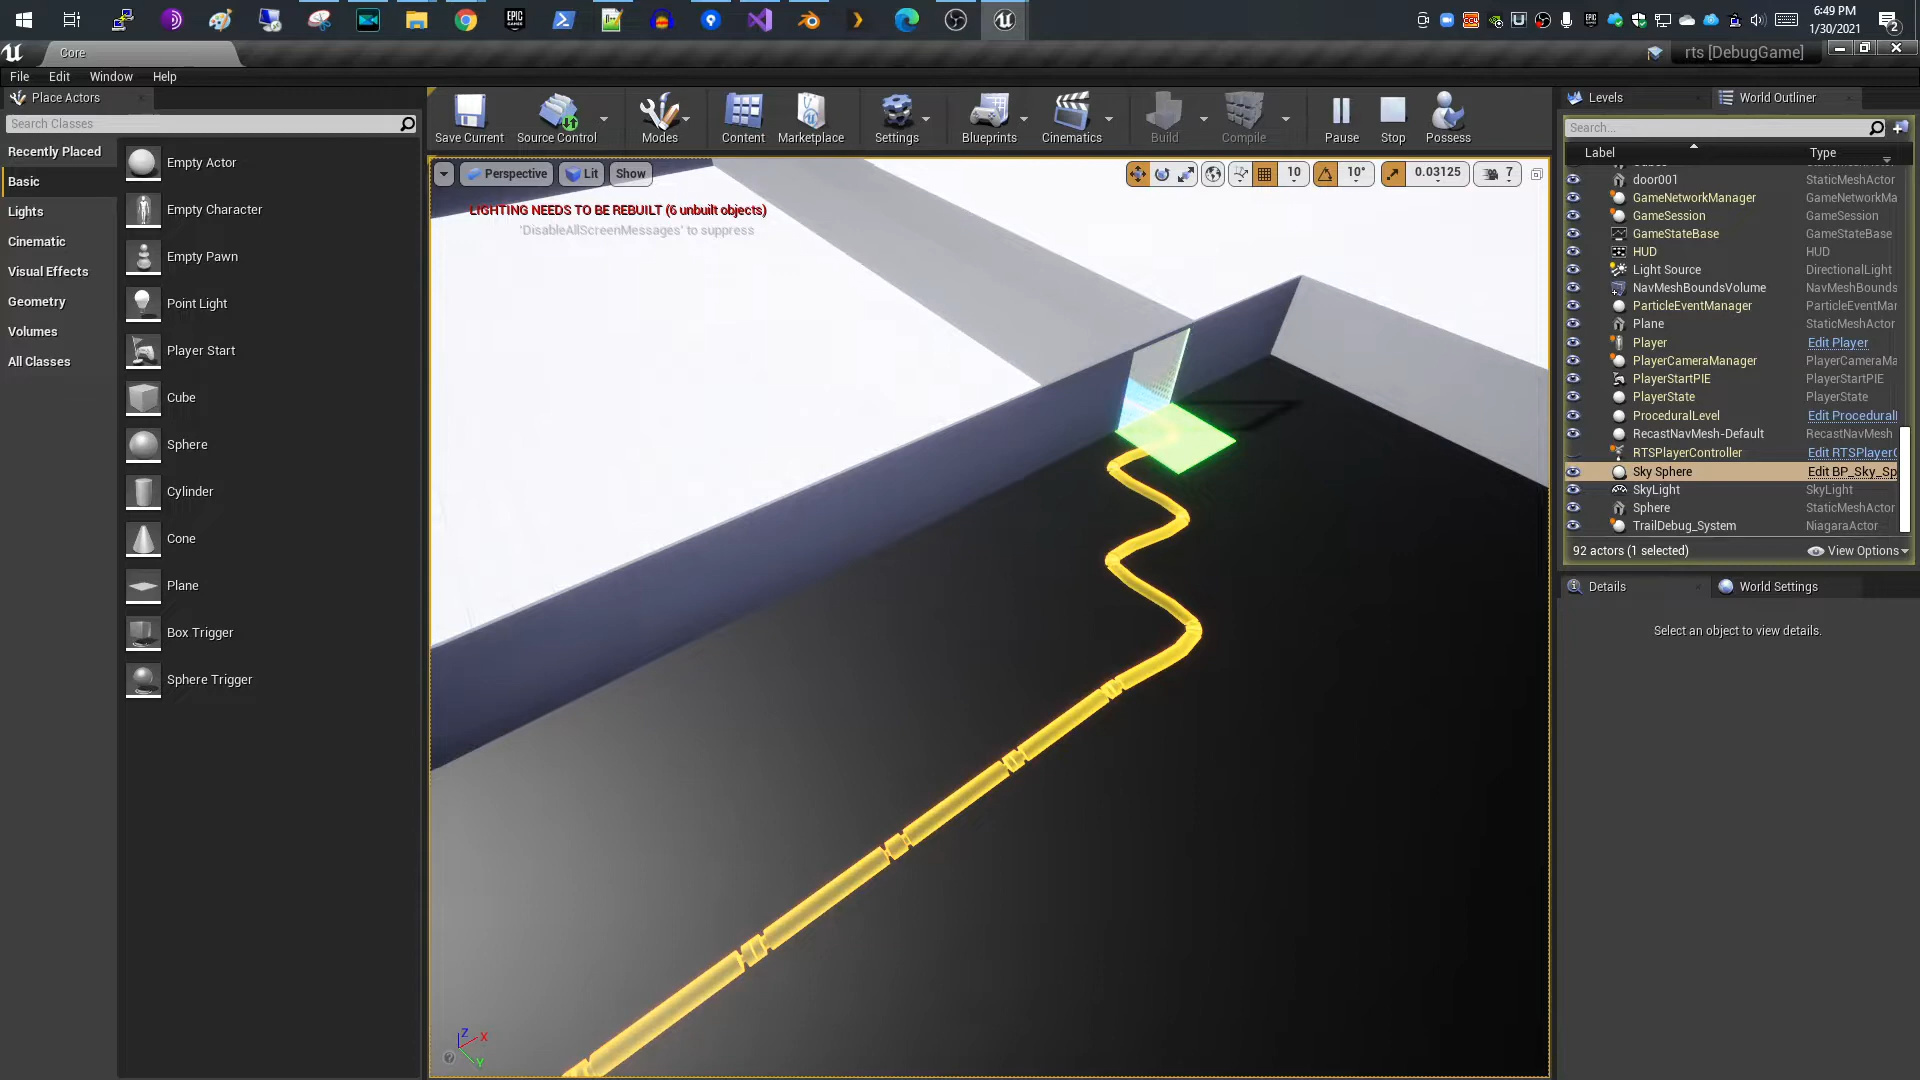 6:49 PM
1/30/2021
2
Core
rts [DebugGame]
File Edit Window Help
Place Actors
Search Classes
Recently Placed
Basic
Lights
Cinematic
Visual Effects
Geometry
Volumes
All Classes
Empty Actor
Empty Character
Empty Pawn
Point Light
Player Start
Cube
Sphere
Cylinder
Cone
Plane
Box Trigger
Sphere Trigger
Save Current Source Control Modes Content Marketplace Settings Blueprints Cinematics Build Compile Pause Stop Possess
Perspective Lit Show
10 10° 0.03125 7
LIGHTING NEEDS TO BE REBUILT (6 unbuilt objects)
'DisableAllScreenMessages' to suppress
Z X
Y
Levels World Outliner
Search...
Label Type
door001 StaticMeshActor
GameNetworkManager GameNetworkMa
GameSession GameSession
GameStateBase GameStateBase
HUD HUD
Light Source DirectionalLight
NavMeshBoundsVolume NavMeshBounds
ParticleEventManager ParticleEventMar
Plane StaticMeshActor
Player Edit Player
PlayerCameraManager PlayerCameraMa
PlayerStartPIE PlayerStartPIE
PlayerState PlayerState
ProceduralLevel Edit Procedural
RecastNavMesh-Default RecastNavMesh
RTSPlayerController Edit RTSPlayerC
Sky Sphere Edit BP_Sky_Sp
SkyLight SkyLight
Sphere StaticMeshActor
TrailDebug_System NiagaraActor
92 actors (1 selected) View Options
Details World Settings
Select an object to view details.